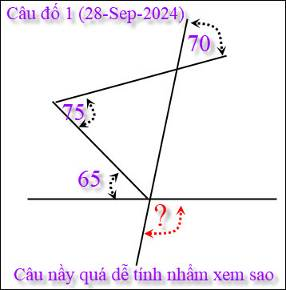 Câu đố 1 (28-Sep-2024)
70
75
65
?
Câu nầy quá dễ tính nhẩm xem sao